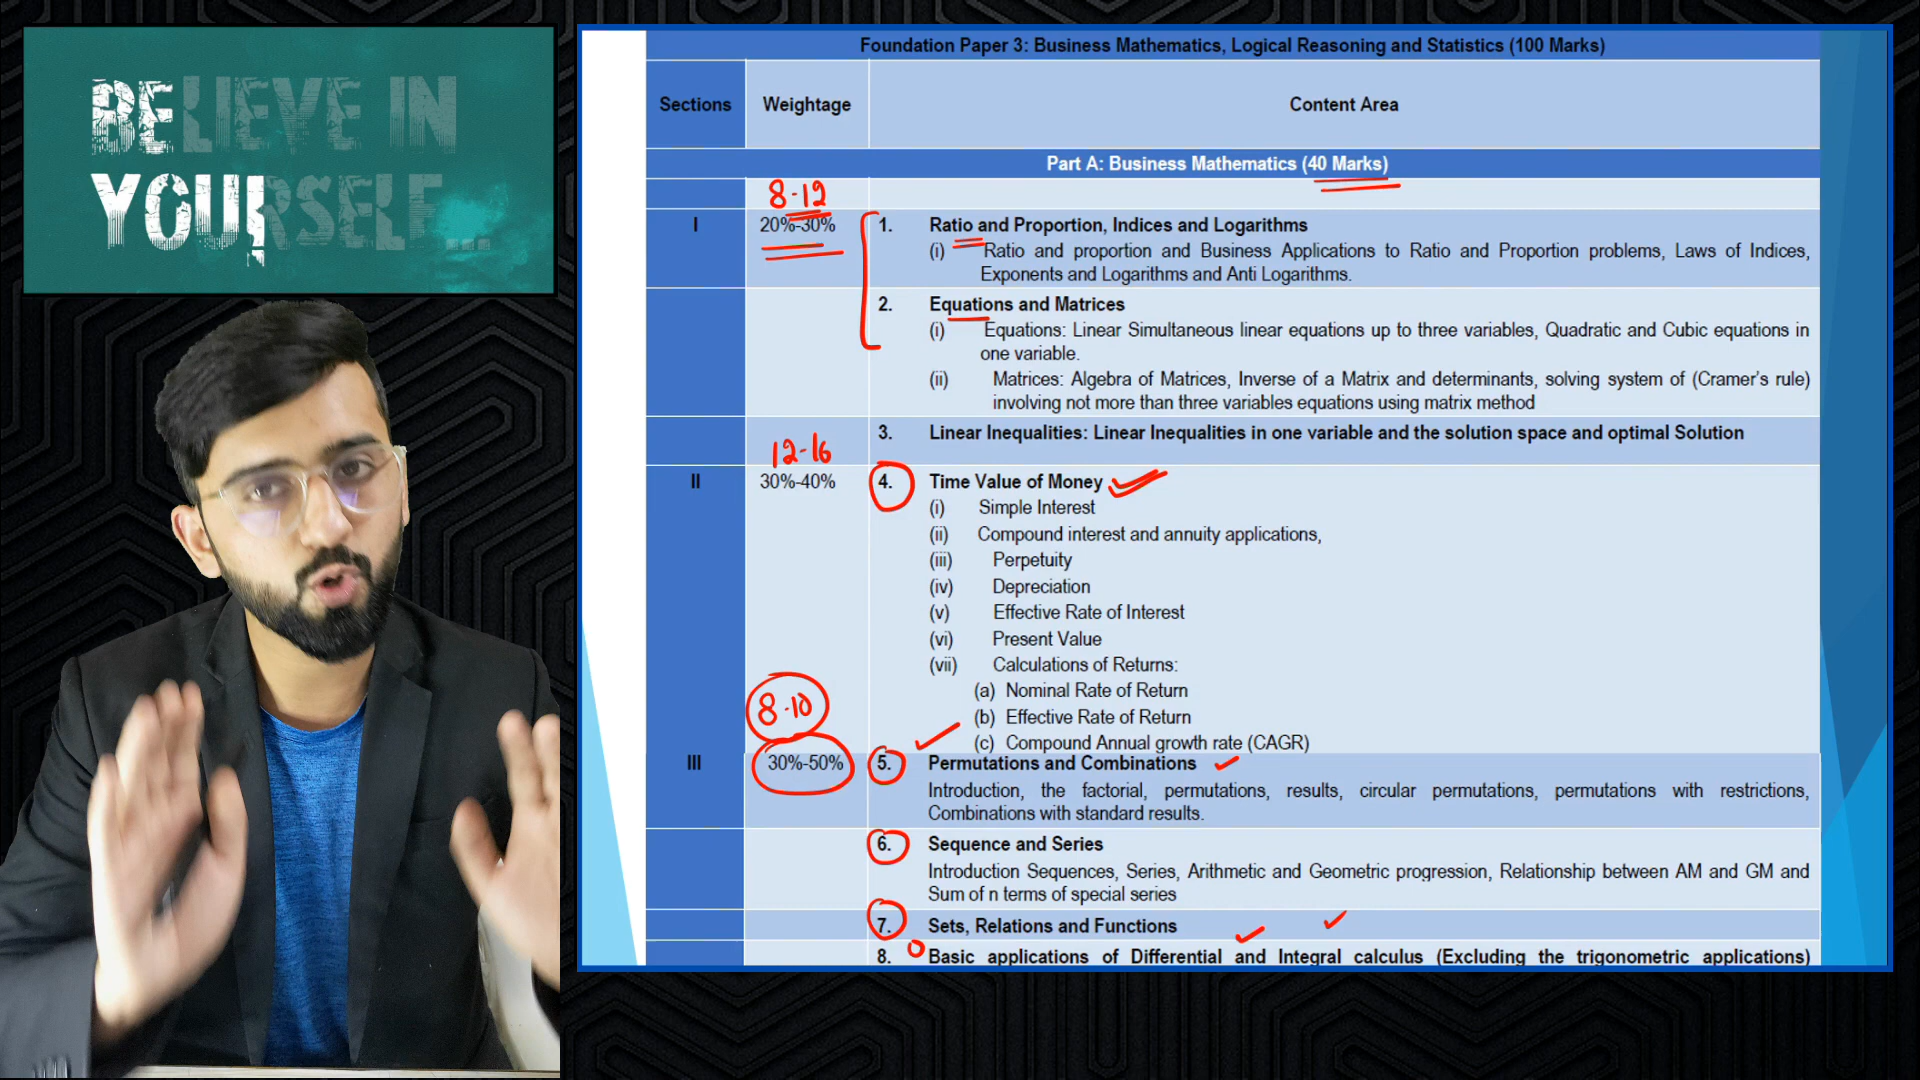 BELIEVE IN
YOURSELF...
Foundation Paper 3: Business Mathematics, Logical Reasoning and Statistics (100 Marks)
Sections Weightage Content Area
Part A: Business Mathematics (40 Marks)
8-12
I 20%-30% 1. Ratio and Proportion, Indices and Logarithms
(i) Ratio and proportion and Business Applications to Ratio and Proportion problems, Laws of Indices,
Exponents and Logarithms and Anti Logarithms.
2. Equations and Matrices
(i) Equations: Linear Simultaneous linear equations up to three variables, Quadratic and Cubic equations in
one variable.
(ii) Matrices: Algebra of Matrices, Inverse of a Matrix and determinants, solving system of (Cramer's rule)
involving not more than three variables equations using matrix method
3. Linear Inequalities: Linear Inequalities in one variable and the solution space and optimal Solution
12-16
II 30%-40% 4. Time Value of Money
(i) Simple Interest
(ii) Compound interest and annuity applications,
(iii) Perpetuity
(iv) Depreciation
(v) Effective Rate of Interest
(vi) Present Value
(vii) Calculations of Returns:
(a) Nominal Rate of Return
8-10
(b) Effective Rate of Return
(c) Compound Annual growth rate (CAGR)
III 30%-50% 5. Permutations and Combinations
Introduction, the factorial, permutations, results, circular permutations, permutations with restrictions,
Combinations with standard results.
6. Sequence and Series
Introduction Sequences, Series, Arithmetic and Geometric progression, Relationship between AM and GM and
Sum of n terms of special series
7. Sets, Relations and Functions
8. Basic applications of Differential and Integral calculus (Excluding the trigonometric applications)